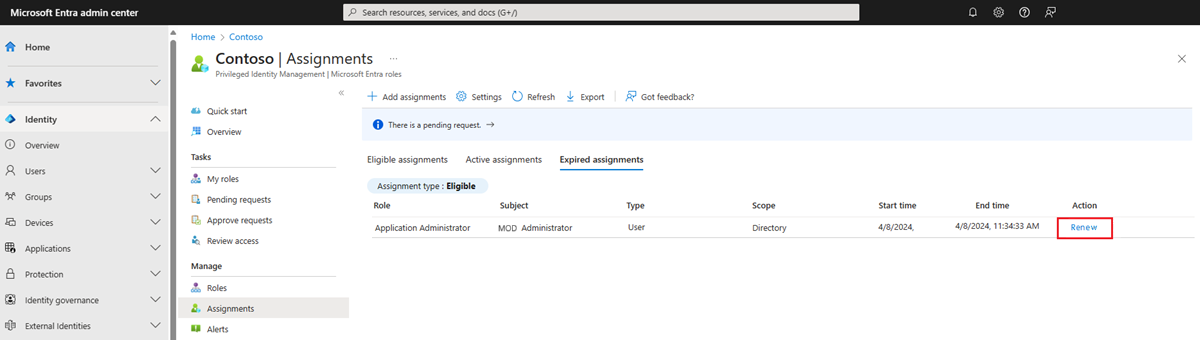 Microsoft Entra admin center
Search resources, services, and docs (G+/)
Home
Favorites
Identity
Overview
Users
Groups
Devices
Applications
Protection
Identity governance
External Identities
Home > Contoso
Contoso | Assignments ...
Privileged Identity Management | Microsoft Entra roles
Quick start
Overview
Tasks
My roles
Pending requests
Approve requests
Review access
Manage
Roles
Assignments
Alerts
Add assignments Settings Refresh Export Got feedback?
There is a pending request. →
Eligible assignments Active assignments Expired assignments
Assignment type : Eligible
Role Subject Type Scope Start time End time Action
Application Administrator MOD Administrator User Directory 4/8/2024, 4/8/2024, 11:34:33 AM Renew